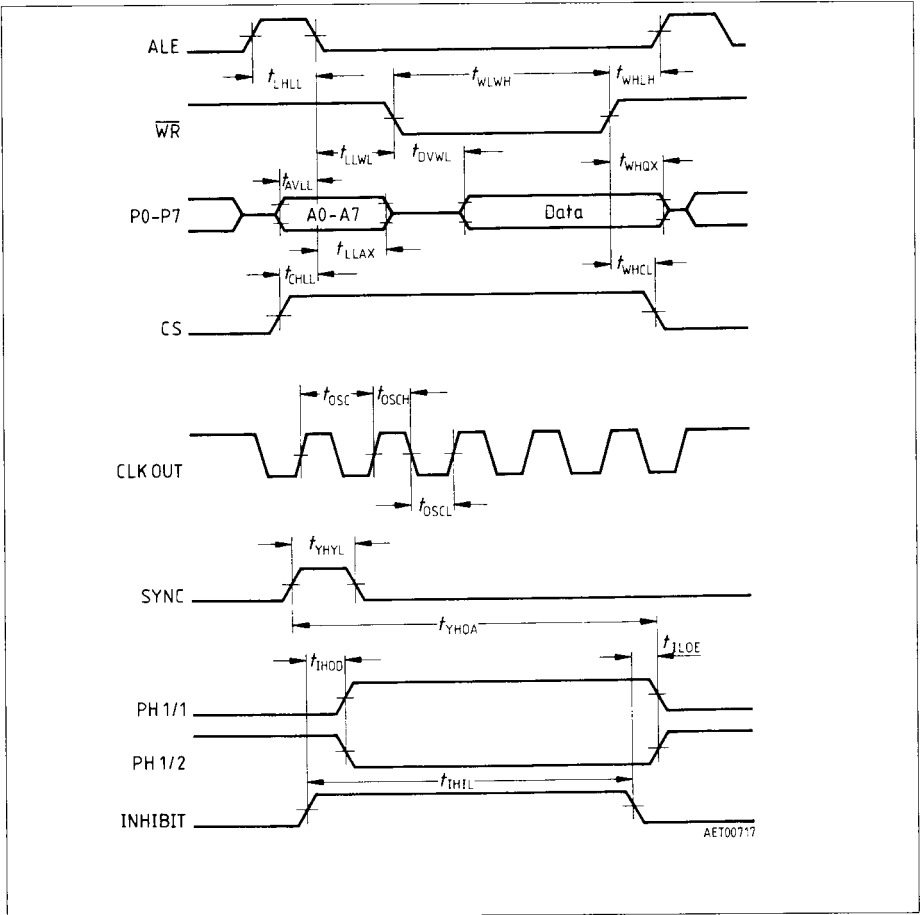 ALE
tLHLL
tWLWH
tWHLH
WR
tLLWL
tDVWL
tWHQX
tAVLL
P0-P7
A0-A7
Data
tLLAX
tWHCL
tCHLL
CS
tOSC
tOSCH
CLK OUT
tOSCL
tYHYL
SYNC
tYHOA
tILOE
tIHOD
PH 1/1
PH 1/2
tIHIL
INHIBIT
AET00717